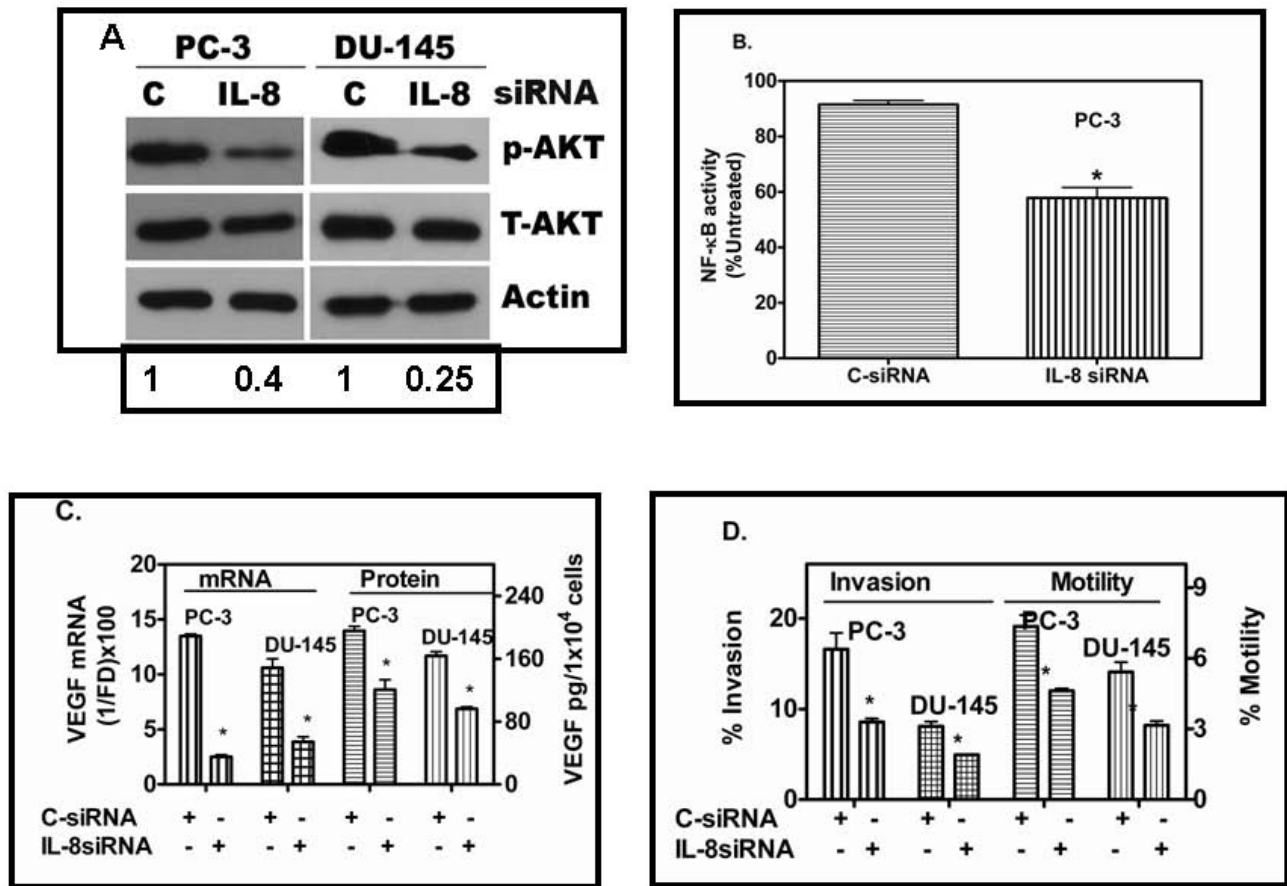 A
PC-3 DU-145
C IL-8 C IL-8 siRNA
p-AKT
T-AKT
Actin
1 0.4 1 0.25
B.
NF-κB activity
(%Untreated)
100
80
60
40
20
0
PC-3
*
C-siRNA IL-8 siRNA
C.
VEGF mRNA
(1/FD)x100
20
15
10
5
0
mRNA Protein
PC-3 DU-145 PC-3 DU-145
* * * *
240
160
80
0
VEGF pg/1x10⁴ cells
C-siRNA + - + - + - + -
IL-8siRNA - + - + - + - +
D.
% Invasion
20
10
0
Invasion Motility
PC-3 DU-145 PC-3 DU-145
* * * *
9
6
3
0
% Motility
C-siRNA + - + - + - + -
IL-8siRNA - + - + - + - +